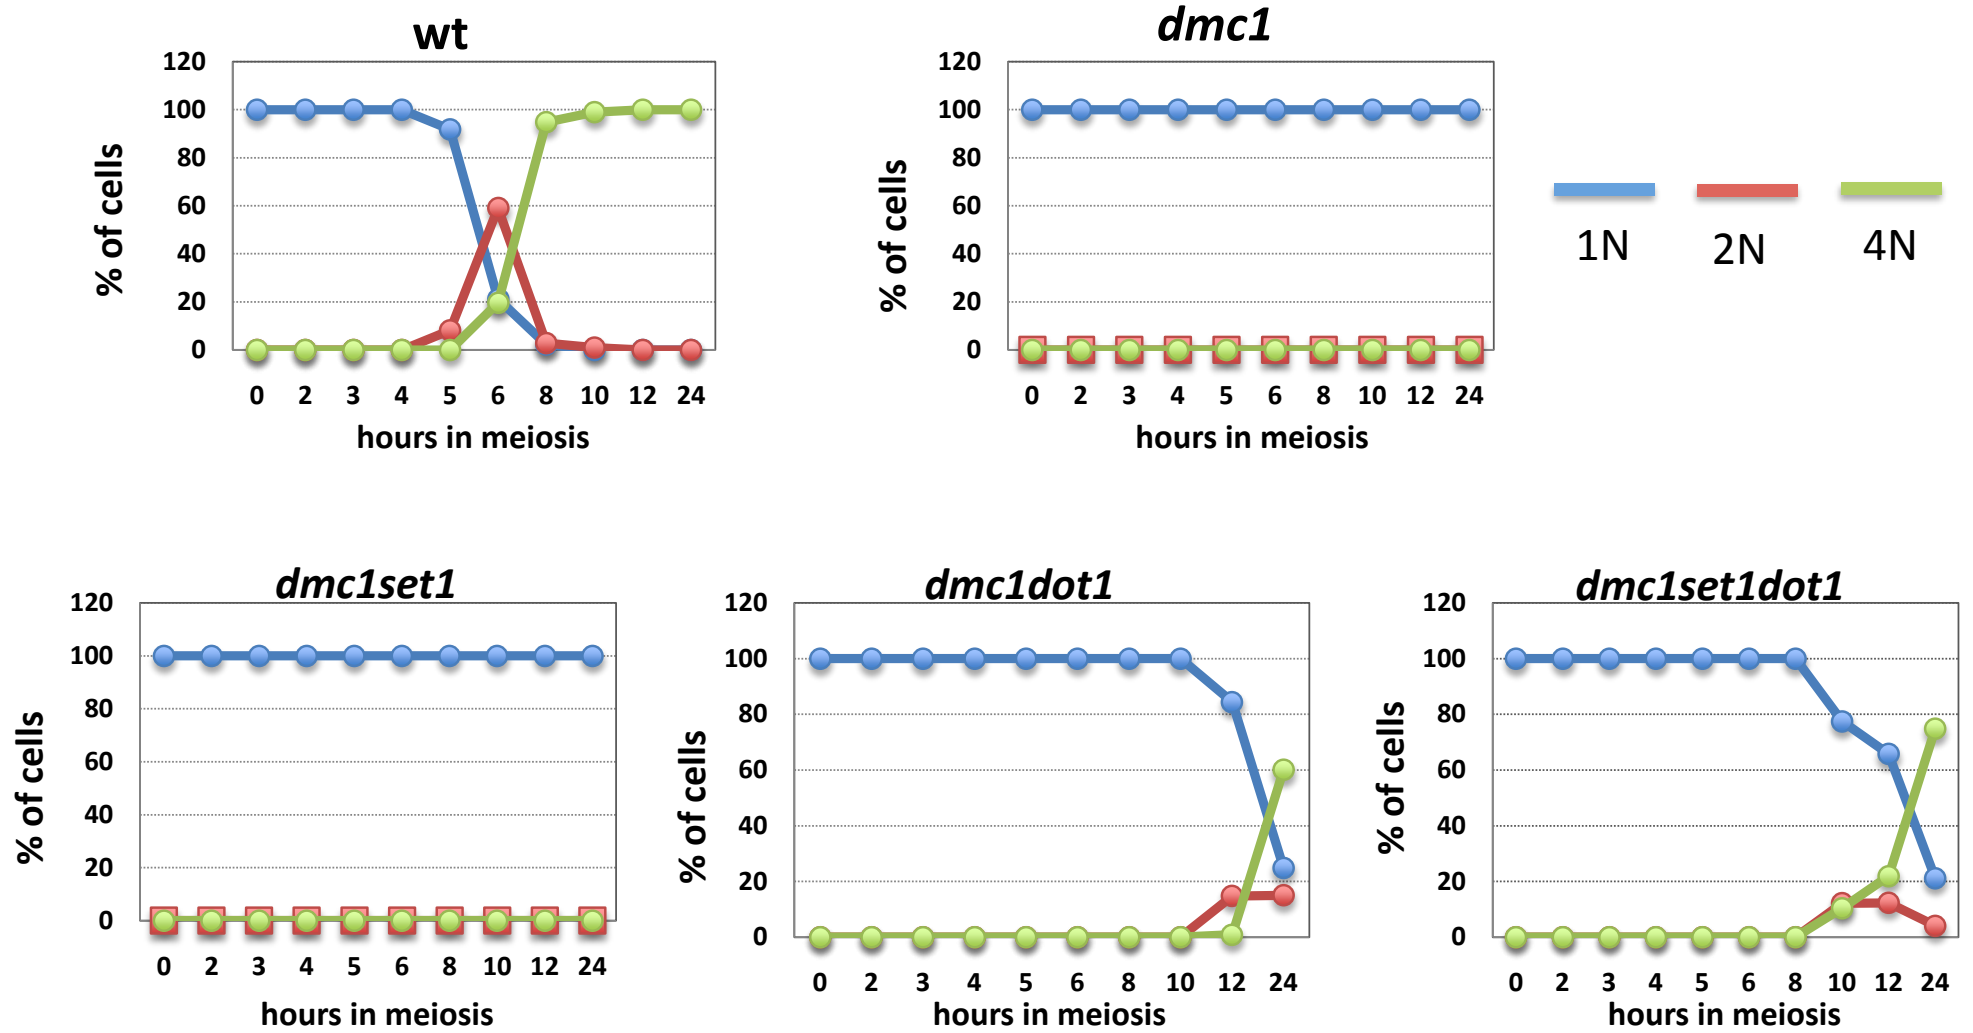 wt
120
100
80
60
40
20
0
% of cells
0 2 3 4 5 6 8 10 12 24
hours in meiosis
dmc1
120
100
80
60
40
20
0
% of cells
0 2 3 4 5 6 8 10 12 24
hours in meiosis
1N 2N 4N
dmc1set1
120
100
80
60
40
20
0
% of cells
0 2 3 4 5 6 8 10 12 24
hours in meiosis
dmc1dot1
120
100
80
60
40
20
0
% of cells
0 2 3 4 5 6 8 10 12 24
hours in meiosis
dmc1set1dot1
120
100
80
60
40
20
0
% of cells
0 2 3 4 5 6 8 10 12 24
hours in meiosis